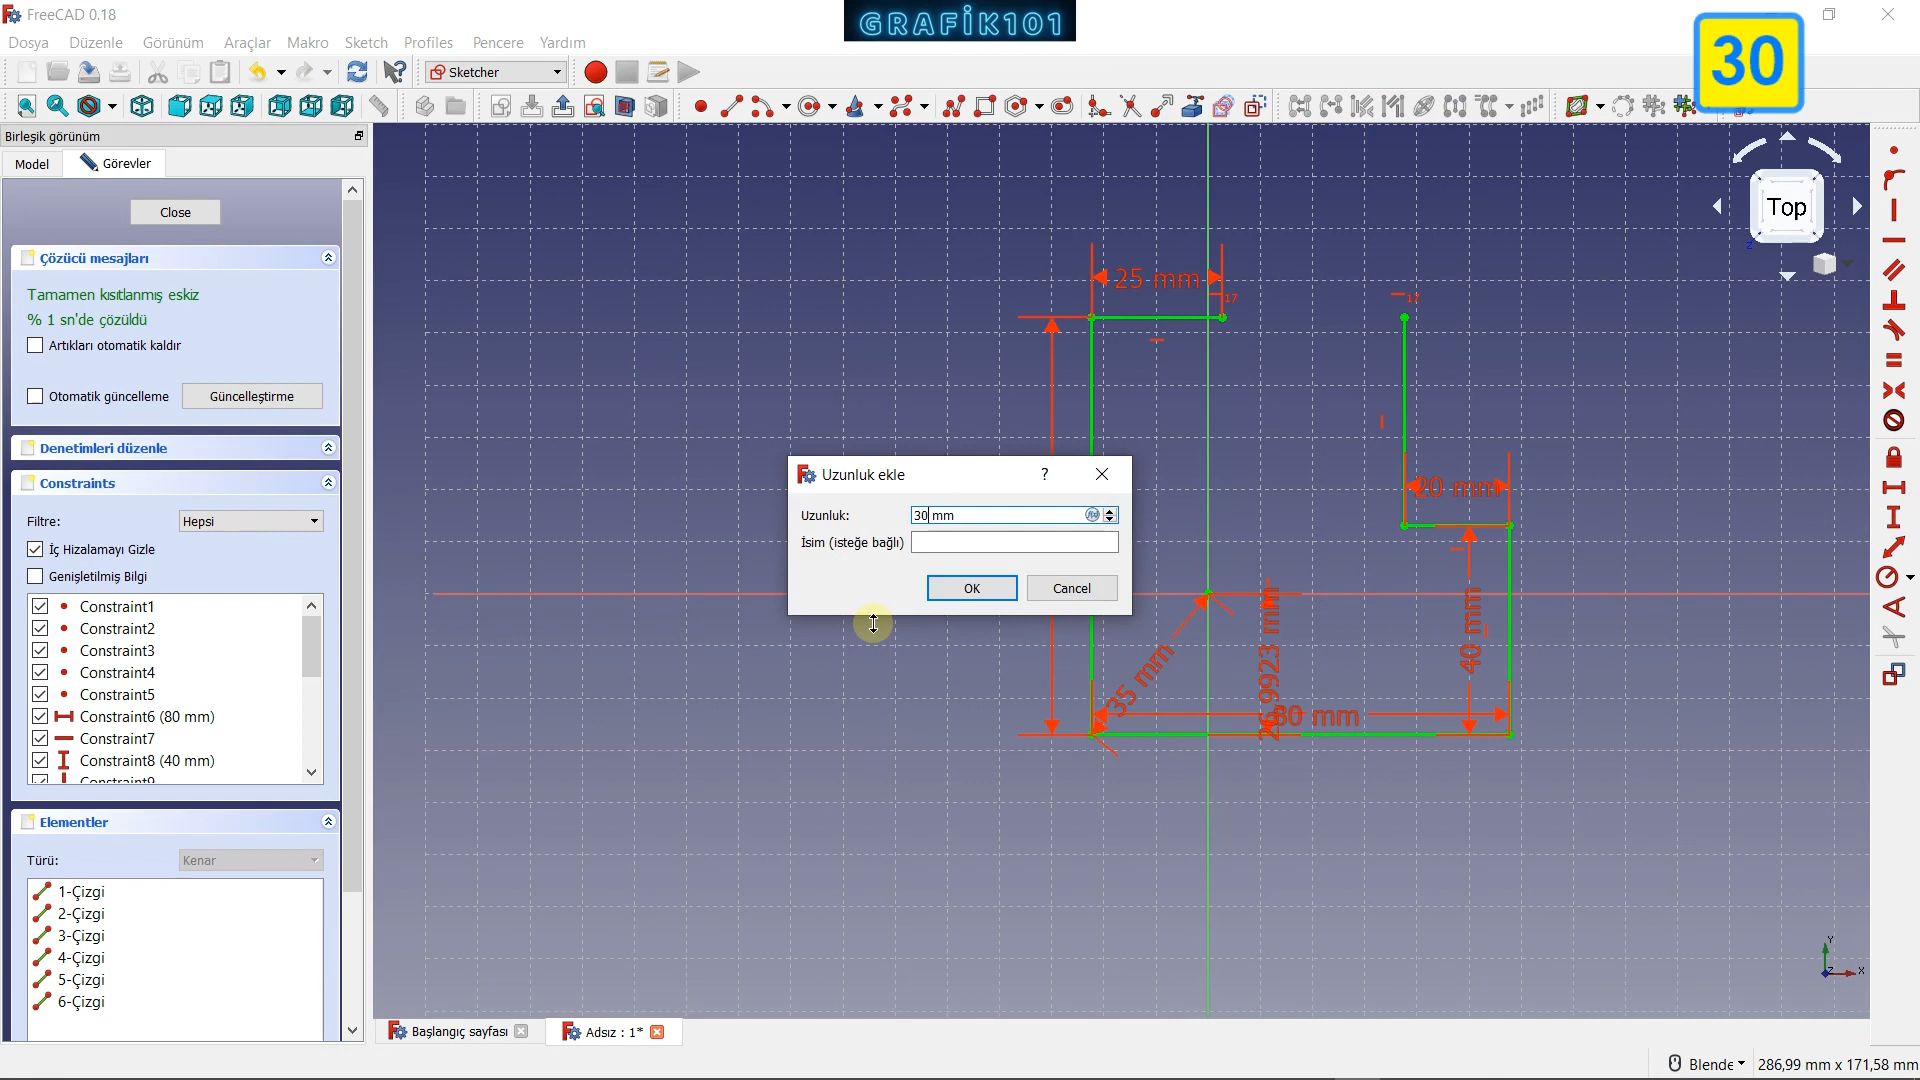 FreeCAD 0.18
GRAFİK101
30
Dosya Düzenle Görünüm Araçlar Makro Sketch Profiles Pencere Yardım
Sketcher
Birleşik görünüm
Model Görevler
Close
Çözücü mesajları
Tamamen kısıtlanmış eskiz
% 1 sn'de çözüldü
Artıkları otomatik kaldır
Otomatik güncelleme Güncelleştirme
Denetimleri düzenle
Constraints
Filtre: Hepsi
İç Hizalamayı Gizle
Genişletilmiş Bilgi
Constraint1
Constraint2
Constraint3
Constraint4
Constraint5
Constraint6 (80 mm)
Constraint7
Constraint8 (40 mm)
Constraint9
Elementler
Türü: Kenar
1-Çizgi
2-Çizgi
3-Çizgi
4-Çizgi
5-Çizgi
6-Çizgi
Top
Z
25 mm
17
17
20 mm
40 mm
35 mm
80 mm
Uzunluk ekle
?
Uzunluk: 30 mm
İsim (isteğe bağlı)
OK Cancel
Y
Z X
Başlangıç sayfası Adsız : 1*
Blende 286,99 mm x 171,58 mm